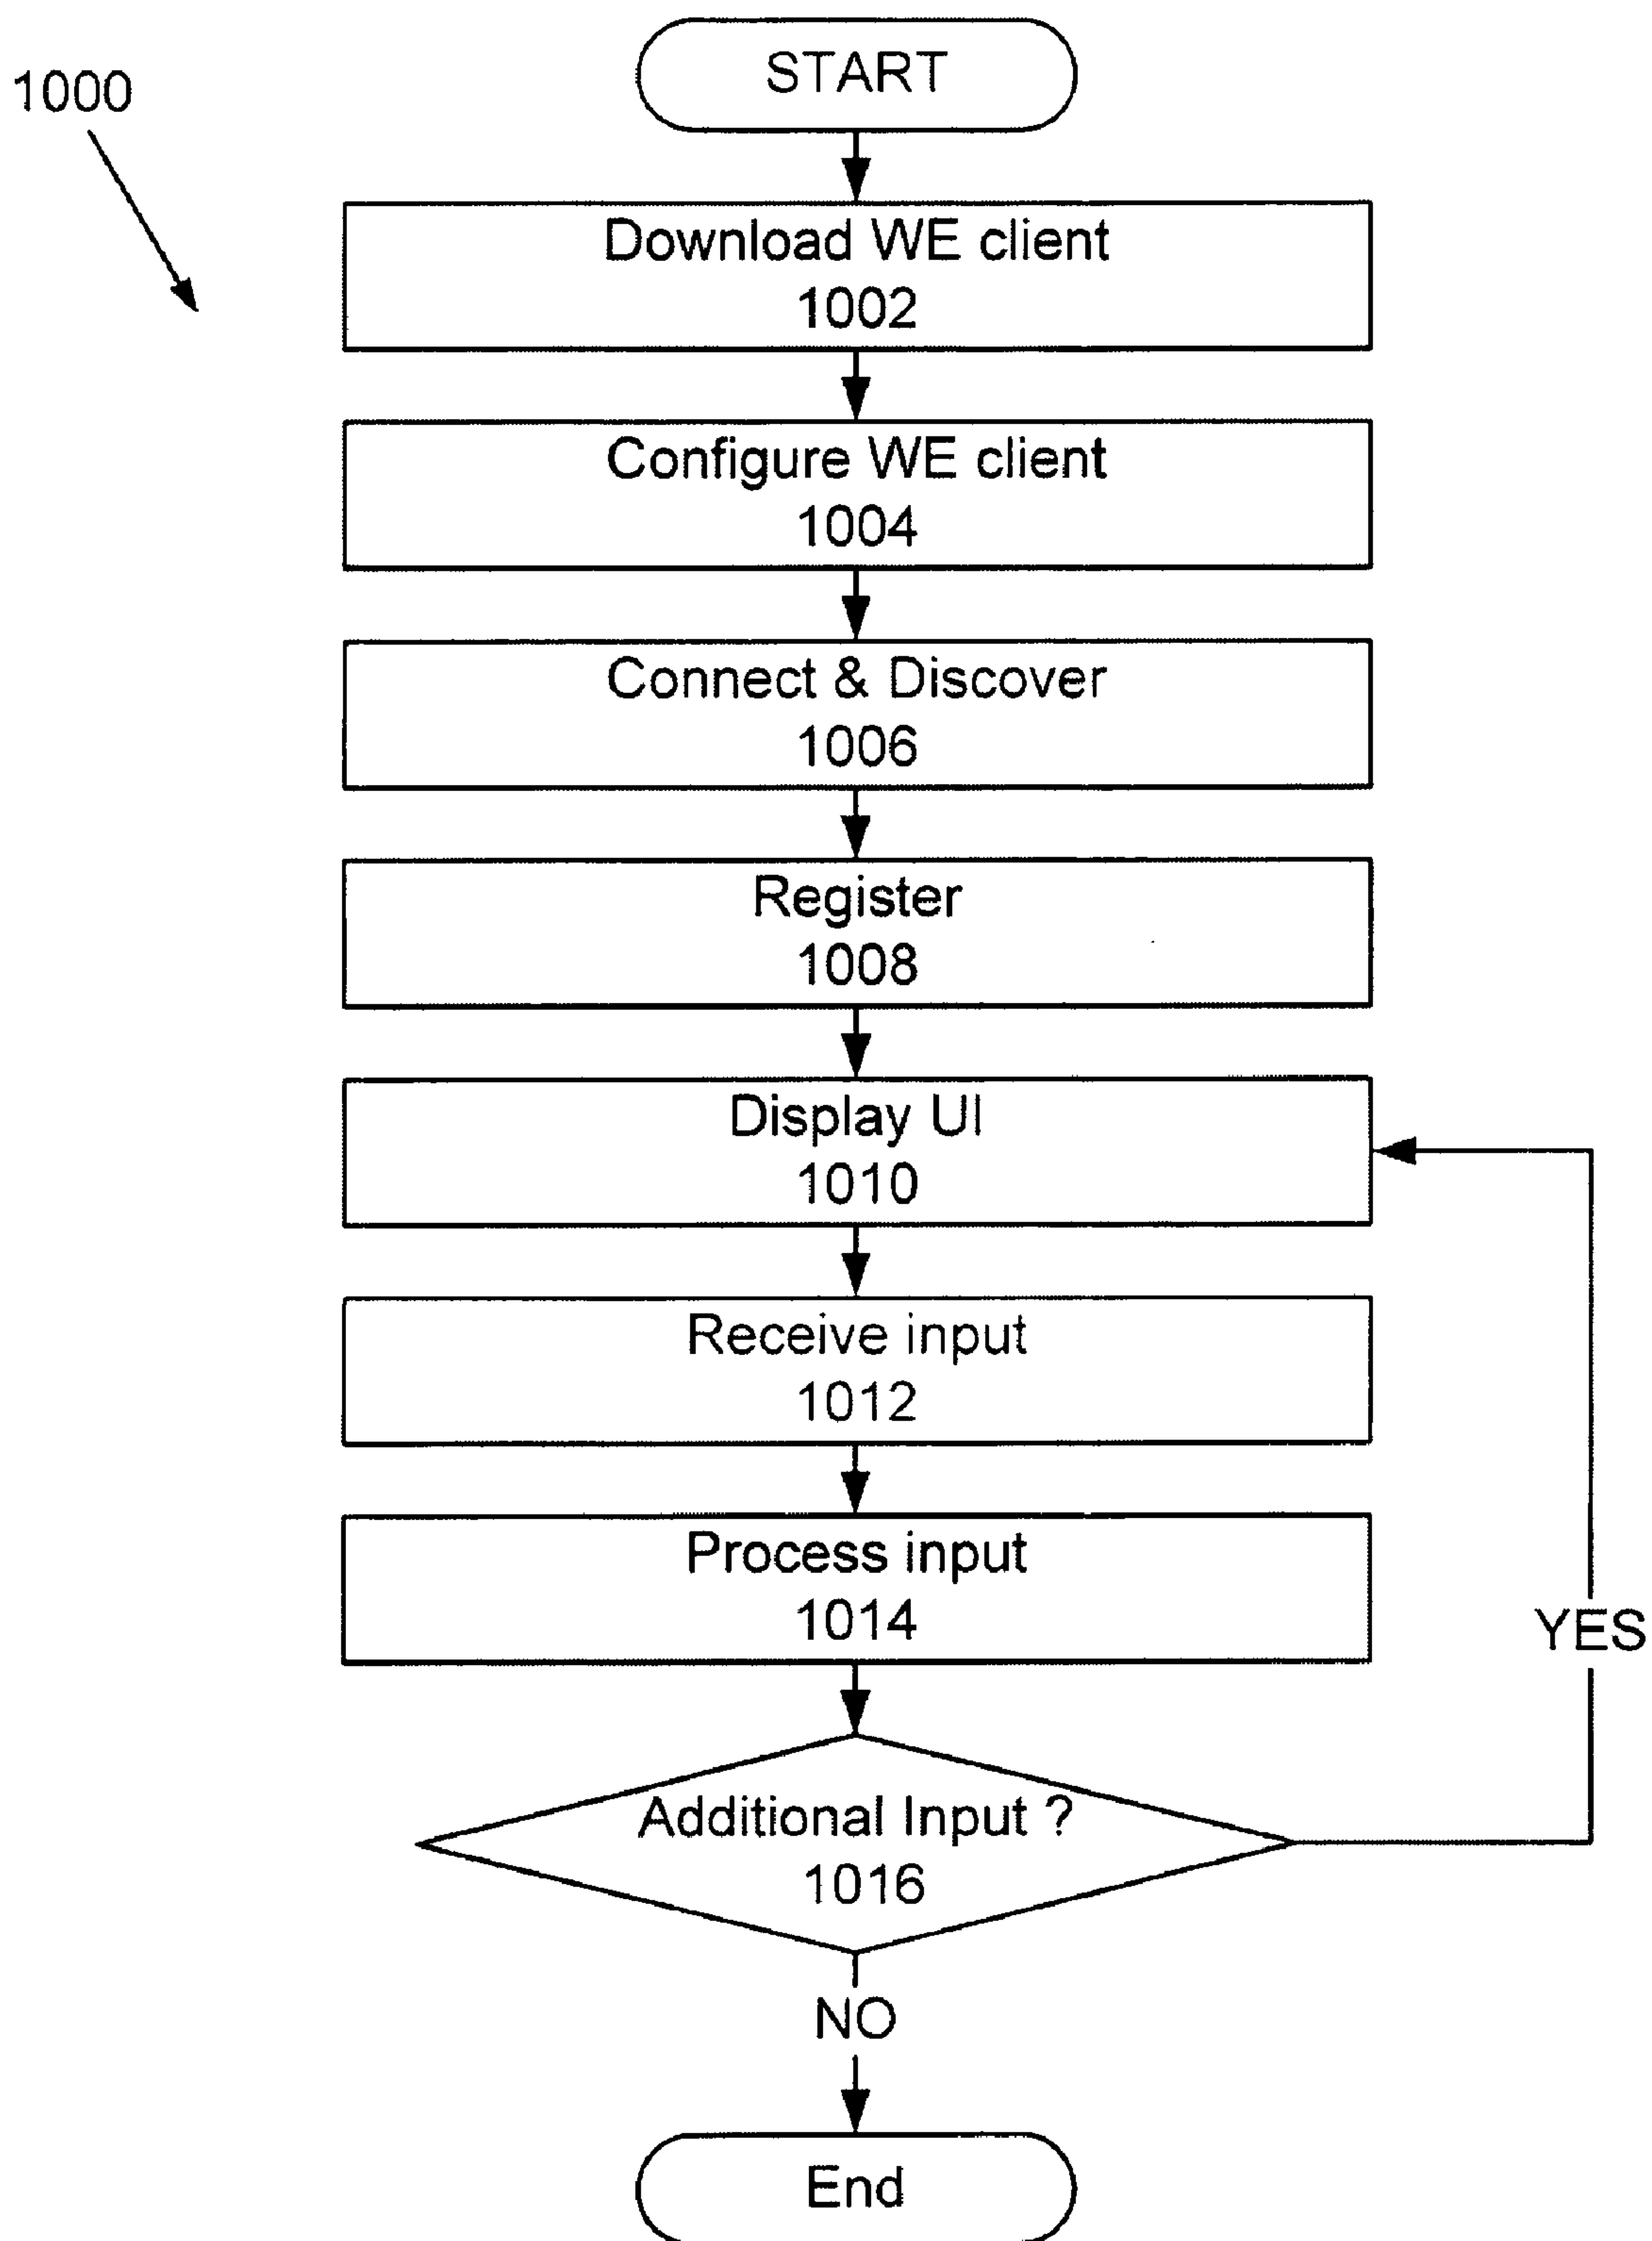 START
1000
Download WE client
1002
Configure WE client
1004
Connect & Discover
1006
Register
1008
Display UI
1010
Receive input
1012
Process input
1014
YES
Additional Input ?
1016
NO
End